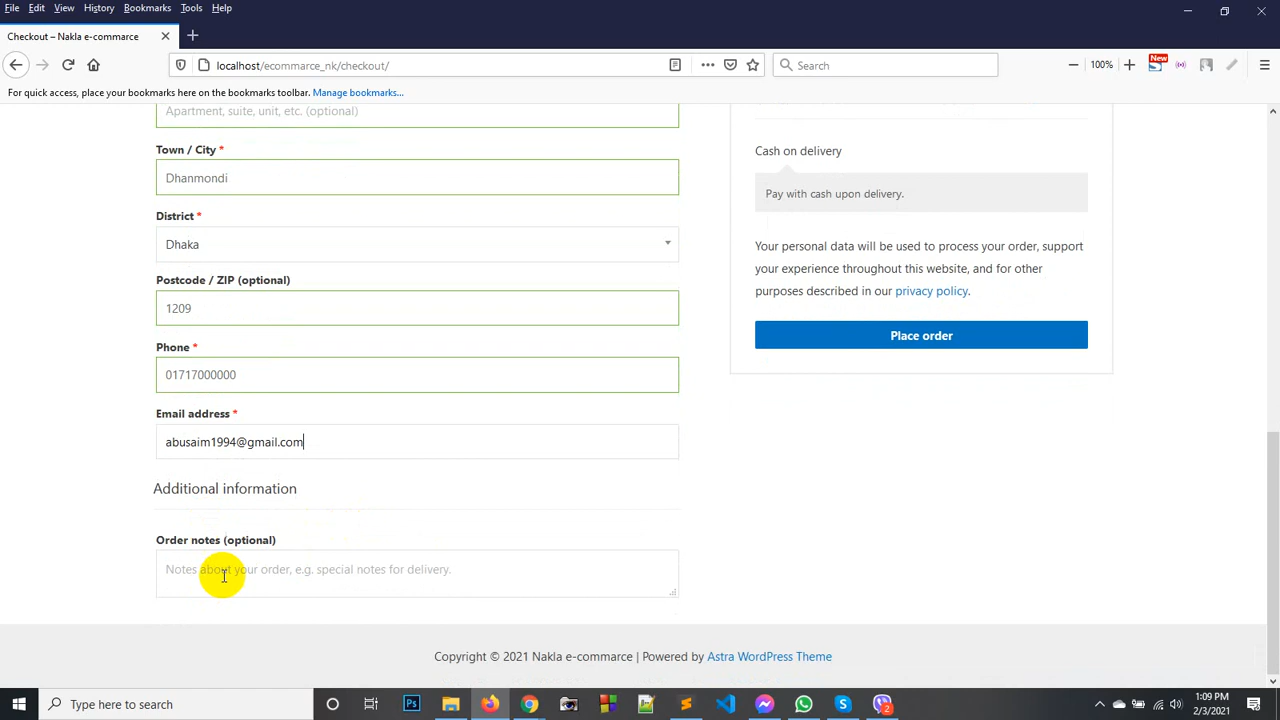 File Edit View History Bookmarks Tools Help
Checkout – Nakla e-commarce
localhost/ecommarce_nk/checkout/
Search
100%
New
For quick access, place your bookmarks here on the bookmarks toolbar. Manage bookmarks...
Apartment, suite, unit, etc. (optional)
Town / City *
Dhanmondi
District *
Dhaka
Postcode / ZIP (optional)
1209
Phone *
01717000000
Email address *
abusaim1994@gmail.com
Additional information
Order notes (optional)
Notes about your order, e.g. special notes for delivery.
Cash on delivery
Pay with cash upon delivery.
Your personal data will be used to process your order, support
your experience throughout this website, and for other
purposes described in our privacy policy.
Place order
Copyright © 2021 Nakla e-commarce | Powered by Astra WordPress Theme
Type here to search
Ps
2
1:09 PM
2/3/2021